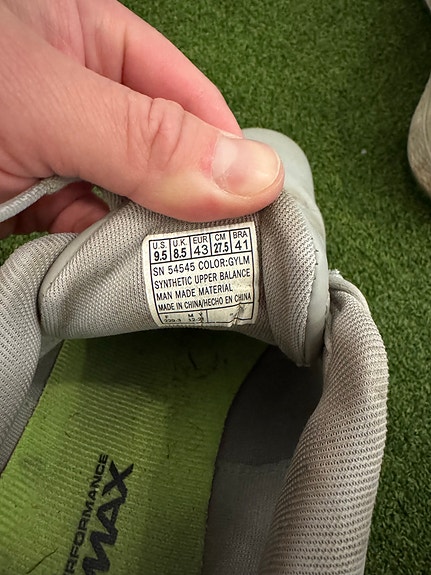 U.S. U.K. EUR CM BRA
9.5 8.5 43 27.5 41
SN 54545 COLOR:GYLM
SYNTHETIC UPPER BALANCE
MAN MADE MATERIAL
MADE IN CHINA/HECHO EN CHINA
PERFORMANCE
MAX